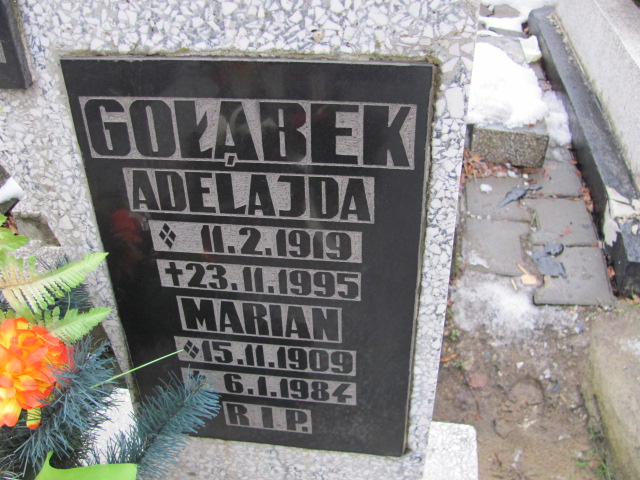 GOŁĄBEK
ADELAJDA
* 11.2.1919
+23.11.1995
MARIAN
*15.11.1909
+ 6.1.1984
R.I.P.